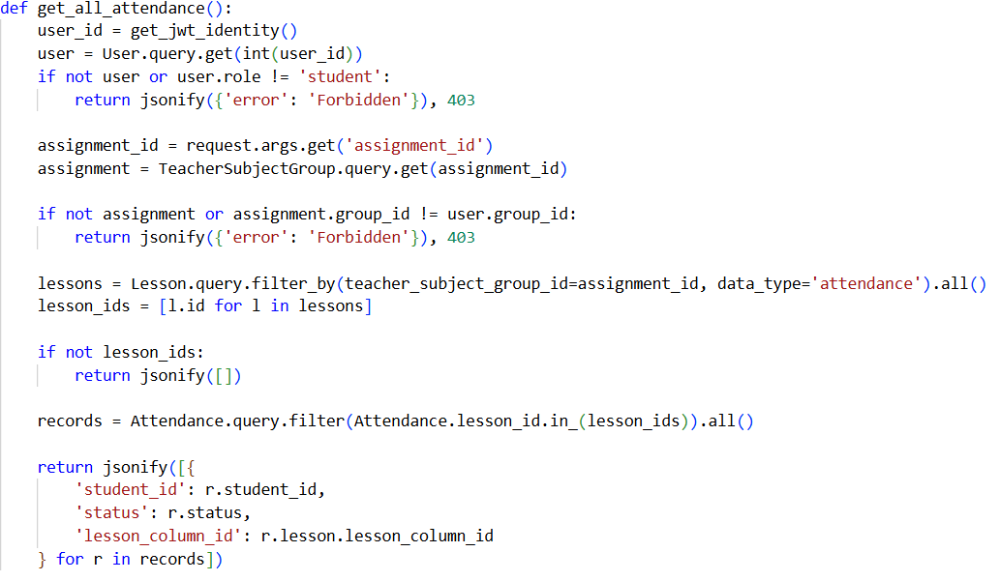 def get_all_attendance():
    user_id = get_jwt_identity()
    user = User.query.get(int(user_id))
    if not user or user.role != 'student':
        return jsonify({'error': 'Forbidden'}), 403

    assignment_id = request.args.get('assignment_id')
    assignment = TeacherSubjectGroup.query.get(assignment_id)

    if not assignment or assignment.group_id != user.group_id:
        return jsonify({'error': 'Forbidden'}), 403

    lessons = Lesson.query.filter_by(teacher_subject_group_id=assignment_id, data_type='attendance').all()
    lesson_ids = [l.id for l in lessons]

    if not lesson_ids:
        return jsonify([])

    records = Attendance.query.filter(Attendance.lesson_id.in_(lesson_ids)).all()

    return jsonify([{
        'student_id': r.student_id,
        'status': r.status,
        'lesson_column_id': r.lesson.lesson_column_id
    } for r in records])